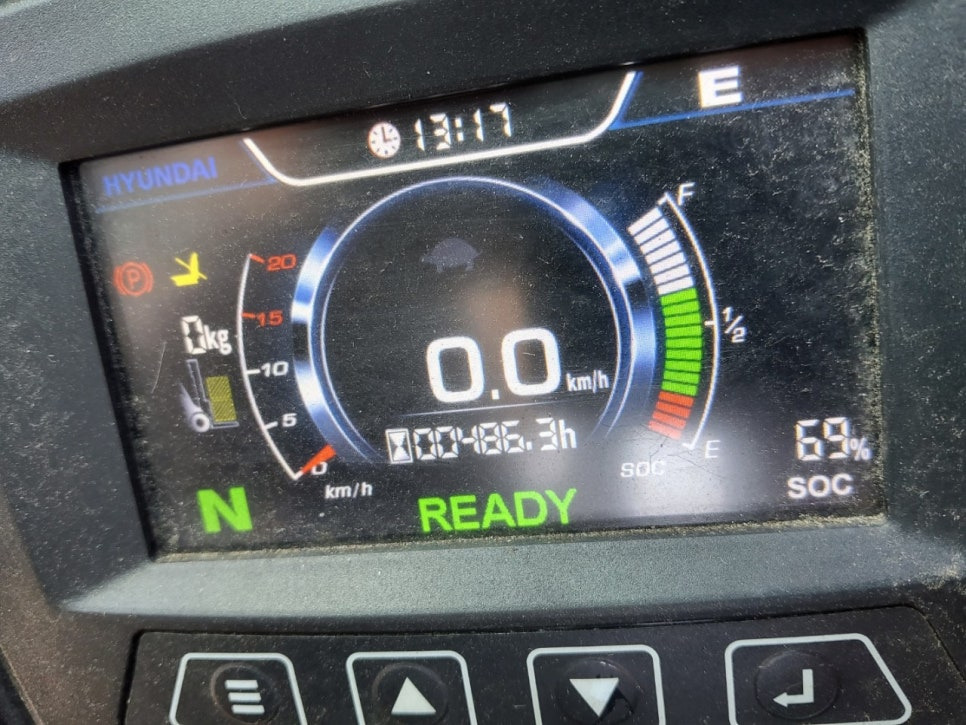 E
13:17
HYUNDAI
F
20
P
15
1/2
0kg
10
0.0 km/h
5
00486.3h
69%
E
0
SOC
km/h
SOC
N
READY